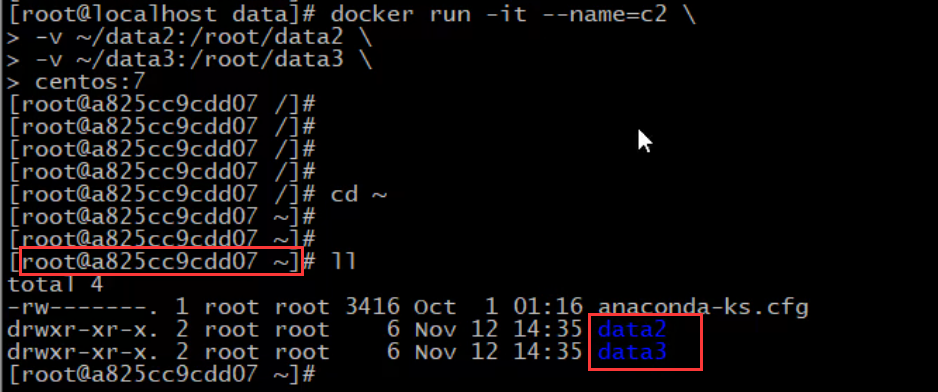 [root@localhost data]# docker run -it --name=c2 \
> -v ~/data2:/root/data2 \
> -v ~/data3:/root/data3 \
> centos:7
[root@a825cc9cdd07 /]#
[root@a825cc9cdd07 /]#
[root@a825cc9cdd07 /]#
[root@a825cc9cdd07 /]#
[root@a825cc9cdd07 /]# cd ~
[root@a825cc9cdd07 ~]#
[root@a825cc9cdd07 ~]#
[root@a825cc9cdd07 ~]# ll
total 4
-rw-------. 1 root root 3416 Oct  1 01:16 anaconda-ks.cfg
drwxr-xr-x. 2 root root    6 Nov 12 14:35 data2
drwxr-xr-x. 2 root root    6 Nov 12 14:35 data3
[root@a825cc9cdd07 ~]#